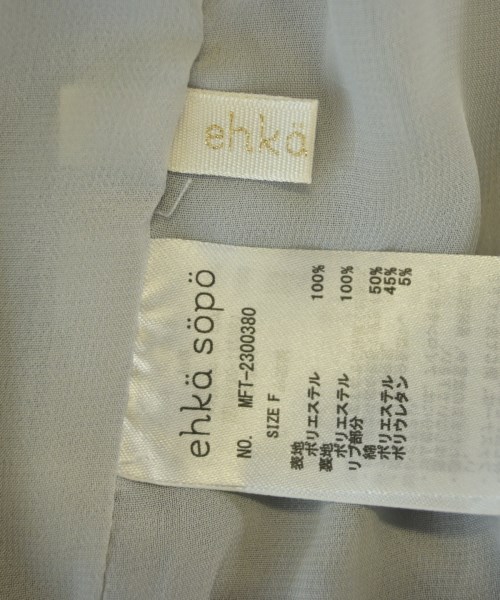 ehkä
ehkä söpö
NO. MFT-2300380
SIZE F
表地
ポリエステル 100%
裏地
ポリエステル 100%
リブ部分
綿 50%
ポリエステル 45%
ポリウレタン 5%